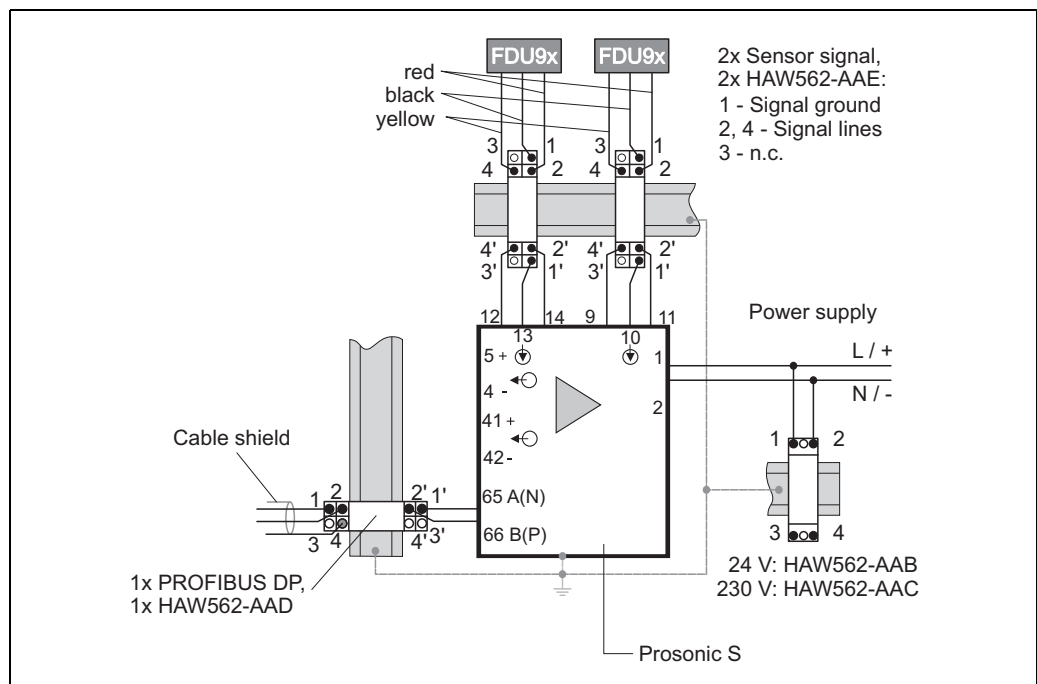 FDU9x FDU9x
red
black
yellow
2x Sensor signal,
2x HAW562-AAE:
1 - Signal ground
2, 4 - Signal lines
3 - n.c.
3 1 3 1
4 2 4 2
4' 2' 4' 2'
3' 1' 3' 1'
12 14 9 11
13 10
Power supply
L / +
N / -
5 +
4 -
41 +
42 -
65 A(N)
66 B(P)
1
2
1 2
3 4
24 V: HAW562-AAB
230 V: HAW562-AAC
Cable shield
1 2 2' 1'
3 4 4' 3'
1x PROFIBUS DP,
1x HAW562-AAD
Prosonic S